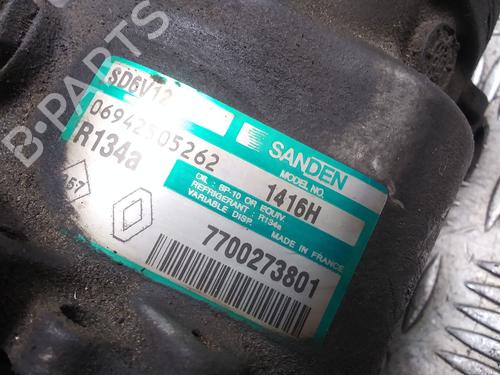 SD6V12
SANDEN
06942505262
MODEL NO.
1416H
R134a
OIL : SP-10 OR EQUIV.
REFRIGERANT : R134a
VARIABLE DISP.
MADE IN FRANCE
7700273801
B-PARTS